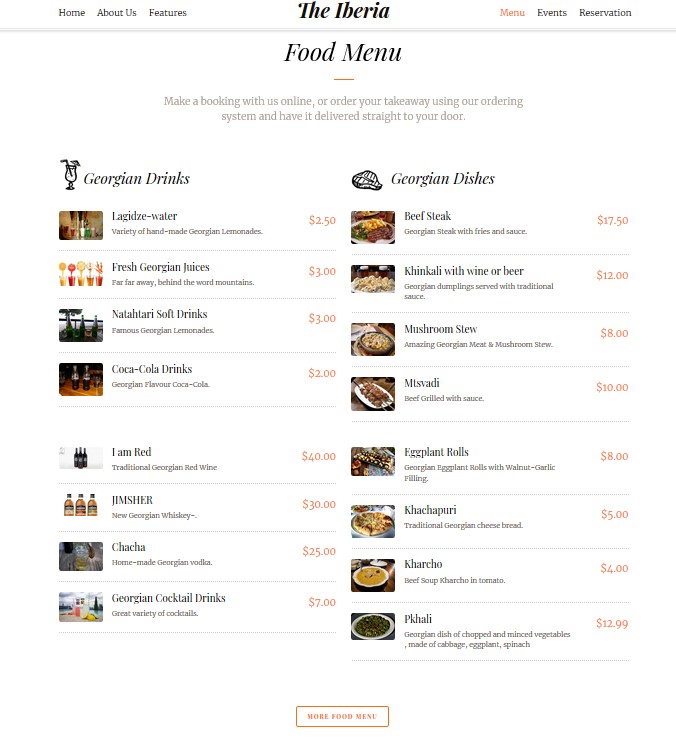 Home About Us Features The Iberia Menu Events Reservation
Food Menu
Make a booking with us online, or order your takeaway using our ordering
system and have it delivered straight to your door.
Georgian Drinks
Lagidze-water $2.50
Variety of hand-made Georgian Lemonades.
Fresh Georgian Juices $3.00
Far far away, behind the word mountains.
Natahtari Soft Drinks $3.00
Famous Georgian Lemonades.
Coca-Cola Drinks $2.00
Georgian Flavour Coca-Cola.
I am Red $40.00
Traditional Georgian Red Wine
JIMSHER $30.00
New Georgian Whiskey~.
Chacha $25.00
Home-made Georgian vodka.
Georgian Cocktail Drinks $7.00
Great variety of cocktails.
Georgian Dishes
Beef Steak $17.50
Georgian Steak with fries and sauce.
Khinkali with wine or beer $12.00
Georgian dumplings served with traditional
sauce.
Mushroom Stew $8.00
Amazing Georgian Meat & Mushroom Stew.
Mtsvadi $10.00
Beef Grilled with sauce.
Eggplant Rolls $8.00
Georgian Eggplant Rolls with Walnut-Garlic
Filling.
Khachapuri $5.00
Traditional Georgian cheese bread.
Kharcho $4.00
Beef Soup Kharcho in tomato.
Pkhali $12.99
Georgian dish of chopped and minced vegetables
, made of cabbage, eggplant, spinach
MORE FOOD MENU